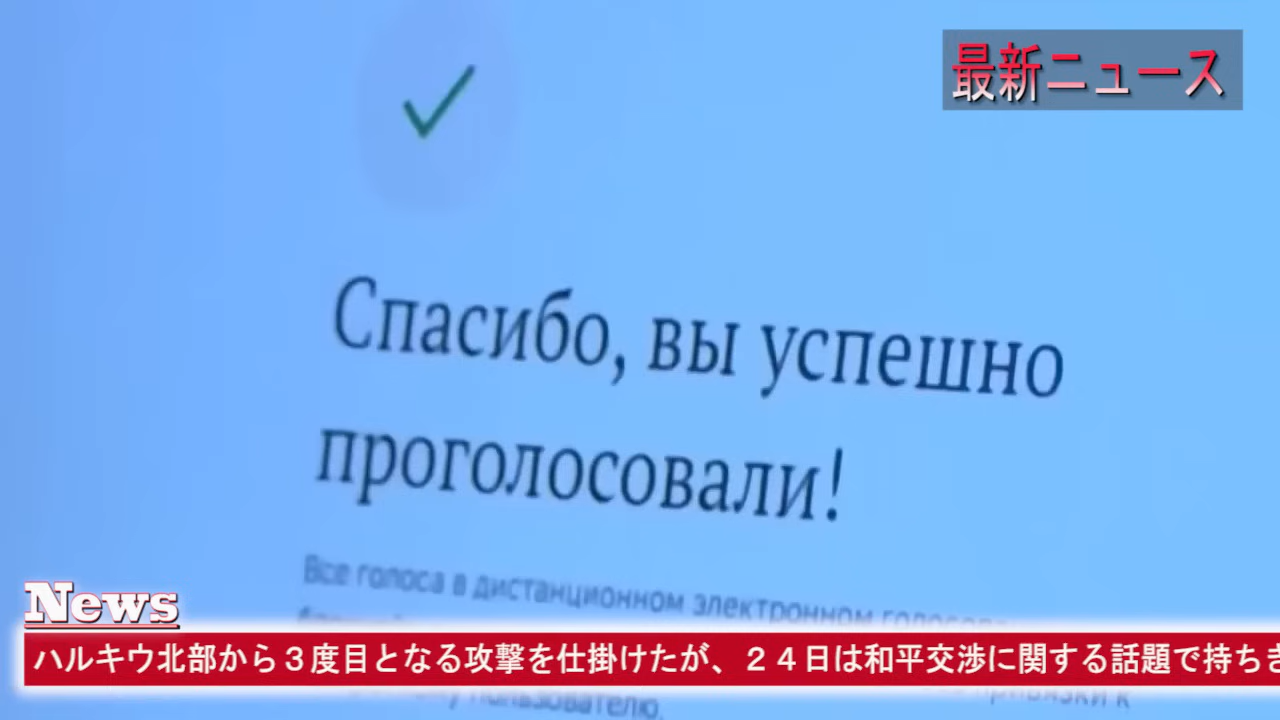 最新ニュース
Спасибо, вы успешно
проголосовали!
Все голоса в дистанционном электронном
News
ハルキウ北部から３度目となる攻撃を仕掛けたが、２４日は和平交渉に関する話題で持ち
пользователю.
привязки к